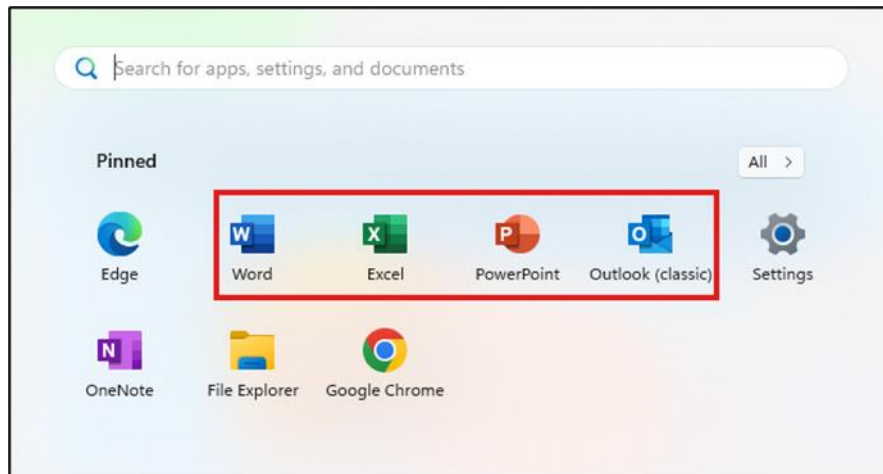 Search for apps, settings, and documents
Pinned All >
W X P O
Edge Word Excel PowerPoint Outlook (classic) Settings
N
OneNote File Explorer Google Chrome